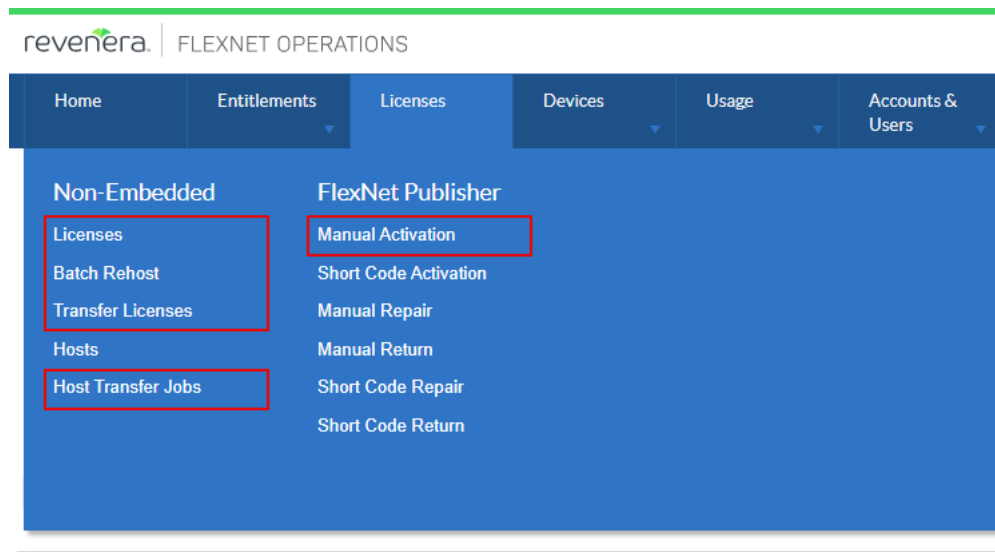 revenera. FLEXNET OPERATIONS
Home Entitlements Licenses Devices Usage Accounts &
Users
Non-Embedded
Licenses
Batch Rehost
Transfer Licenses
Hosts
Host Transfer Jobs
FlexNet Publisher
Manual Activation
Short Code Activation
Manual Repair
Manual Return
Short Code Repair
Short Code Return